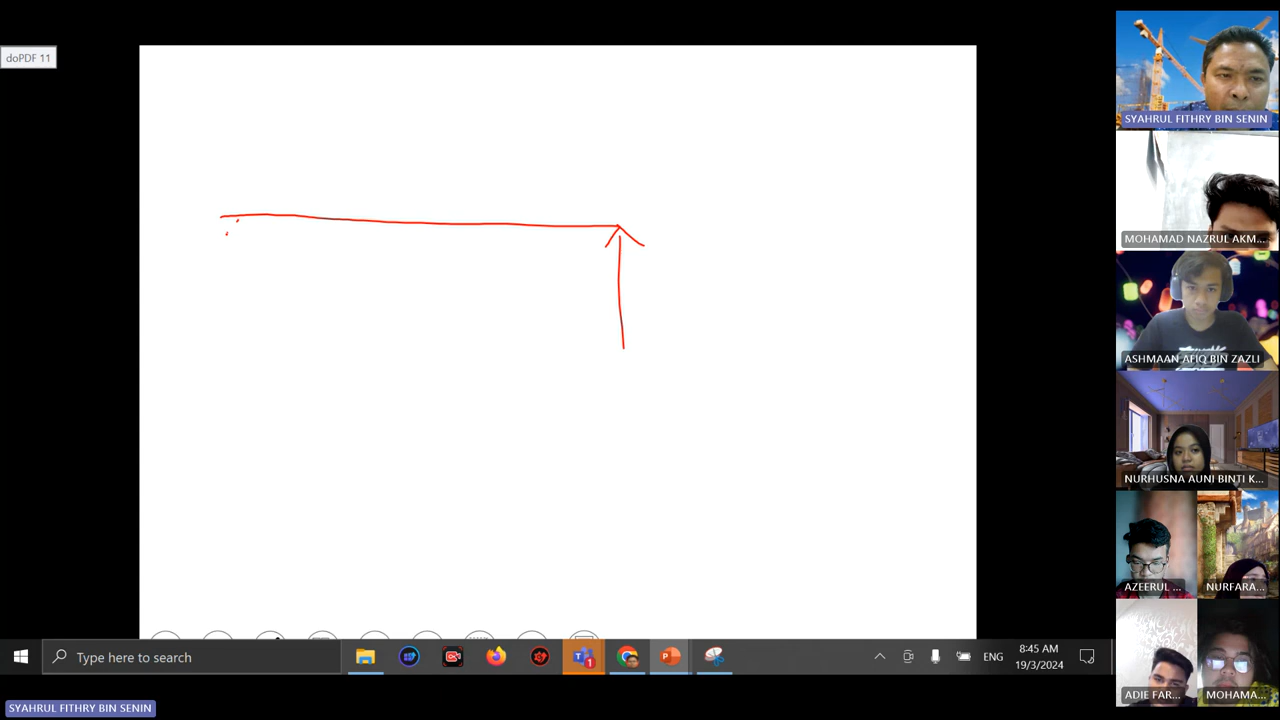 doPDF 11
SYAHRUL FITHRY BIN SENIN
MOHAMAD NAZRUL AKM...
ASHMAAN AFIQ BIN ZAZLI
NURHUSNA AUNI BINTI K...
AZEERUL ...
NURFARA...
ADIE FAR...
MOHAMA...
Type here to search
1
ENG
8:45 AM
19/3/2024
SYAHRUL FITHRY BIN SENIN